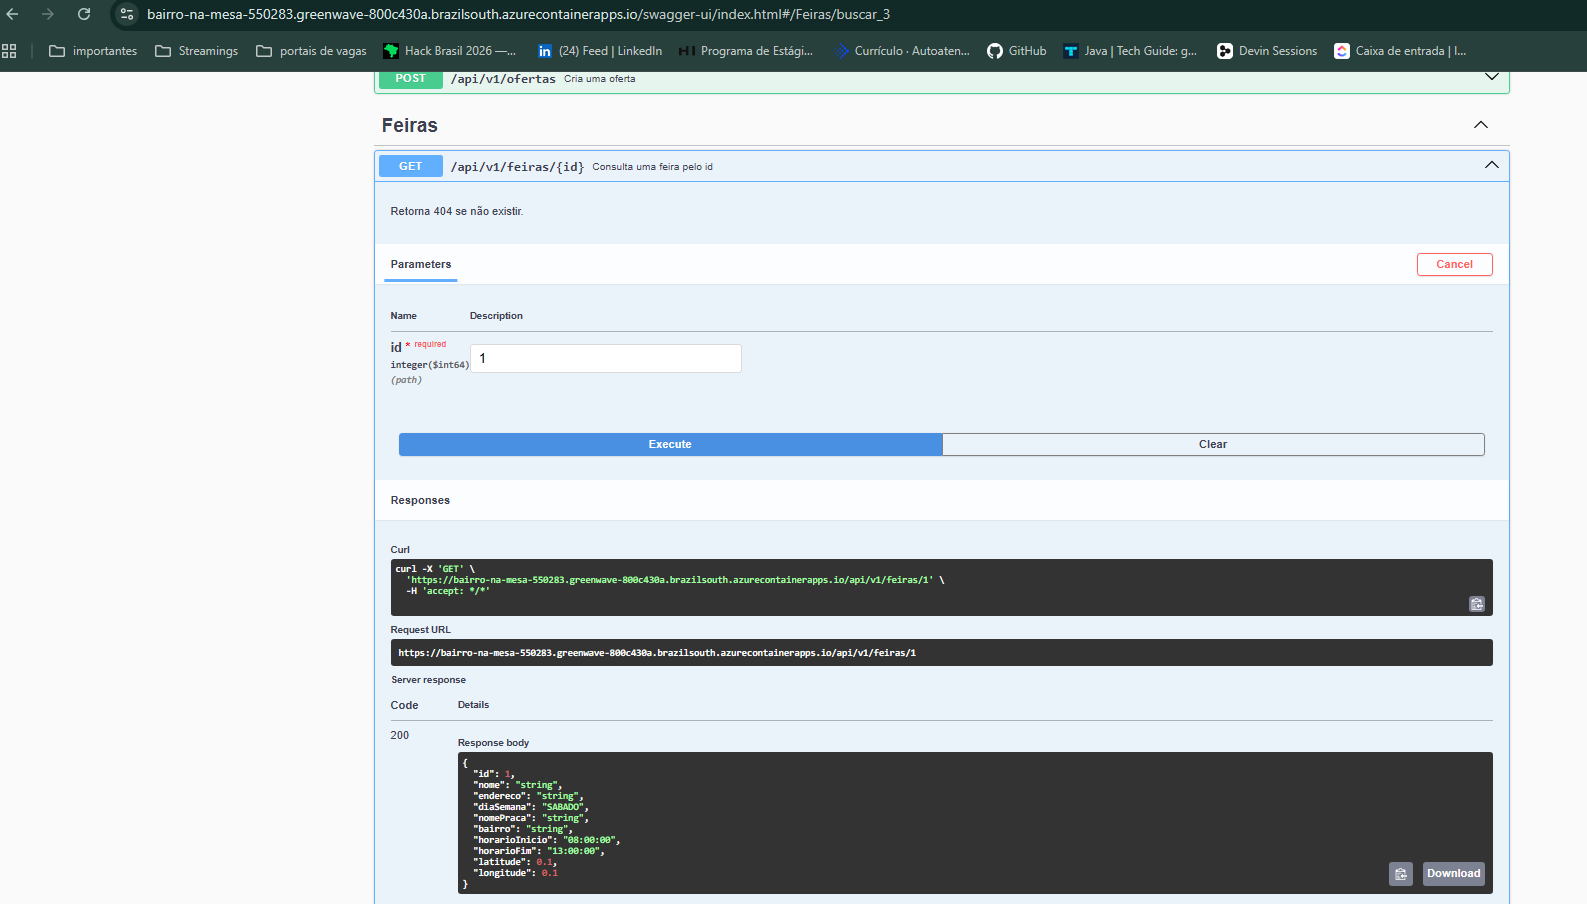 bairro-na-mesa-550283.greenwave-800c430a.brazilsouth.azurecontainerapps.io/swagger-ui/index.html#/Feiras/buscar_3
importantes Streamings portais de vagas Hack Brasil 2026 —... (24) Feed | LinkedIn Programa de Estági... Currículo · Autoaten... GitHub Java | Tech Guide: g... Devin Sessions Caixa de entrada | I...
POST /api/v1/ofertas Cria uma oferta
Feiras
GET /api/v1/feiras/{id} Consulta uma feira pelo id
Retorna 404 se não existir.
Parameters
Cancel
Name Description
id * required
integer($int64)
(path)
1
Execute Clear
Responses
Curl
curl -X 'GET' \
'https://bairro-na-mesa-550283.greenwave-800c430a.brazilsouth.azurecontainerapps.io/api/v1/feiras/1' \
-H 'accept: */*'
Request URL
https://bairro-na-mesa-550283.greenwave-800c430a.brazilsouth.azurecontainerapps.io/api/v1/feiras/1
Server response
Code Details
200
Response body
{
"id": 1,
"nome": "string",
"endereco": "string",
"diaSemana": "SABADO",
"nomePraca": "string",
"bairro": "string",
"horarioInicio": "08:00:00",
"horarioFim": "13:00:00",
"latitude": 0.1,
"longitude": 0.1
}
Download